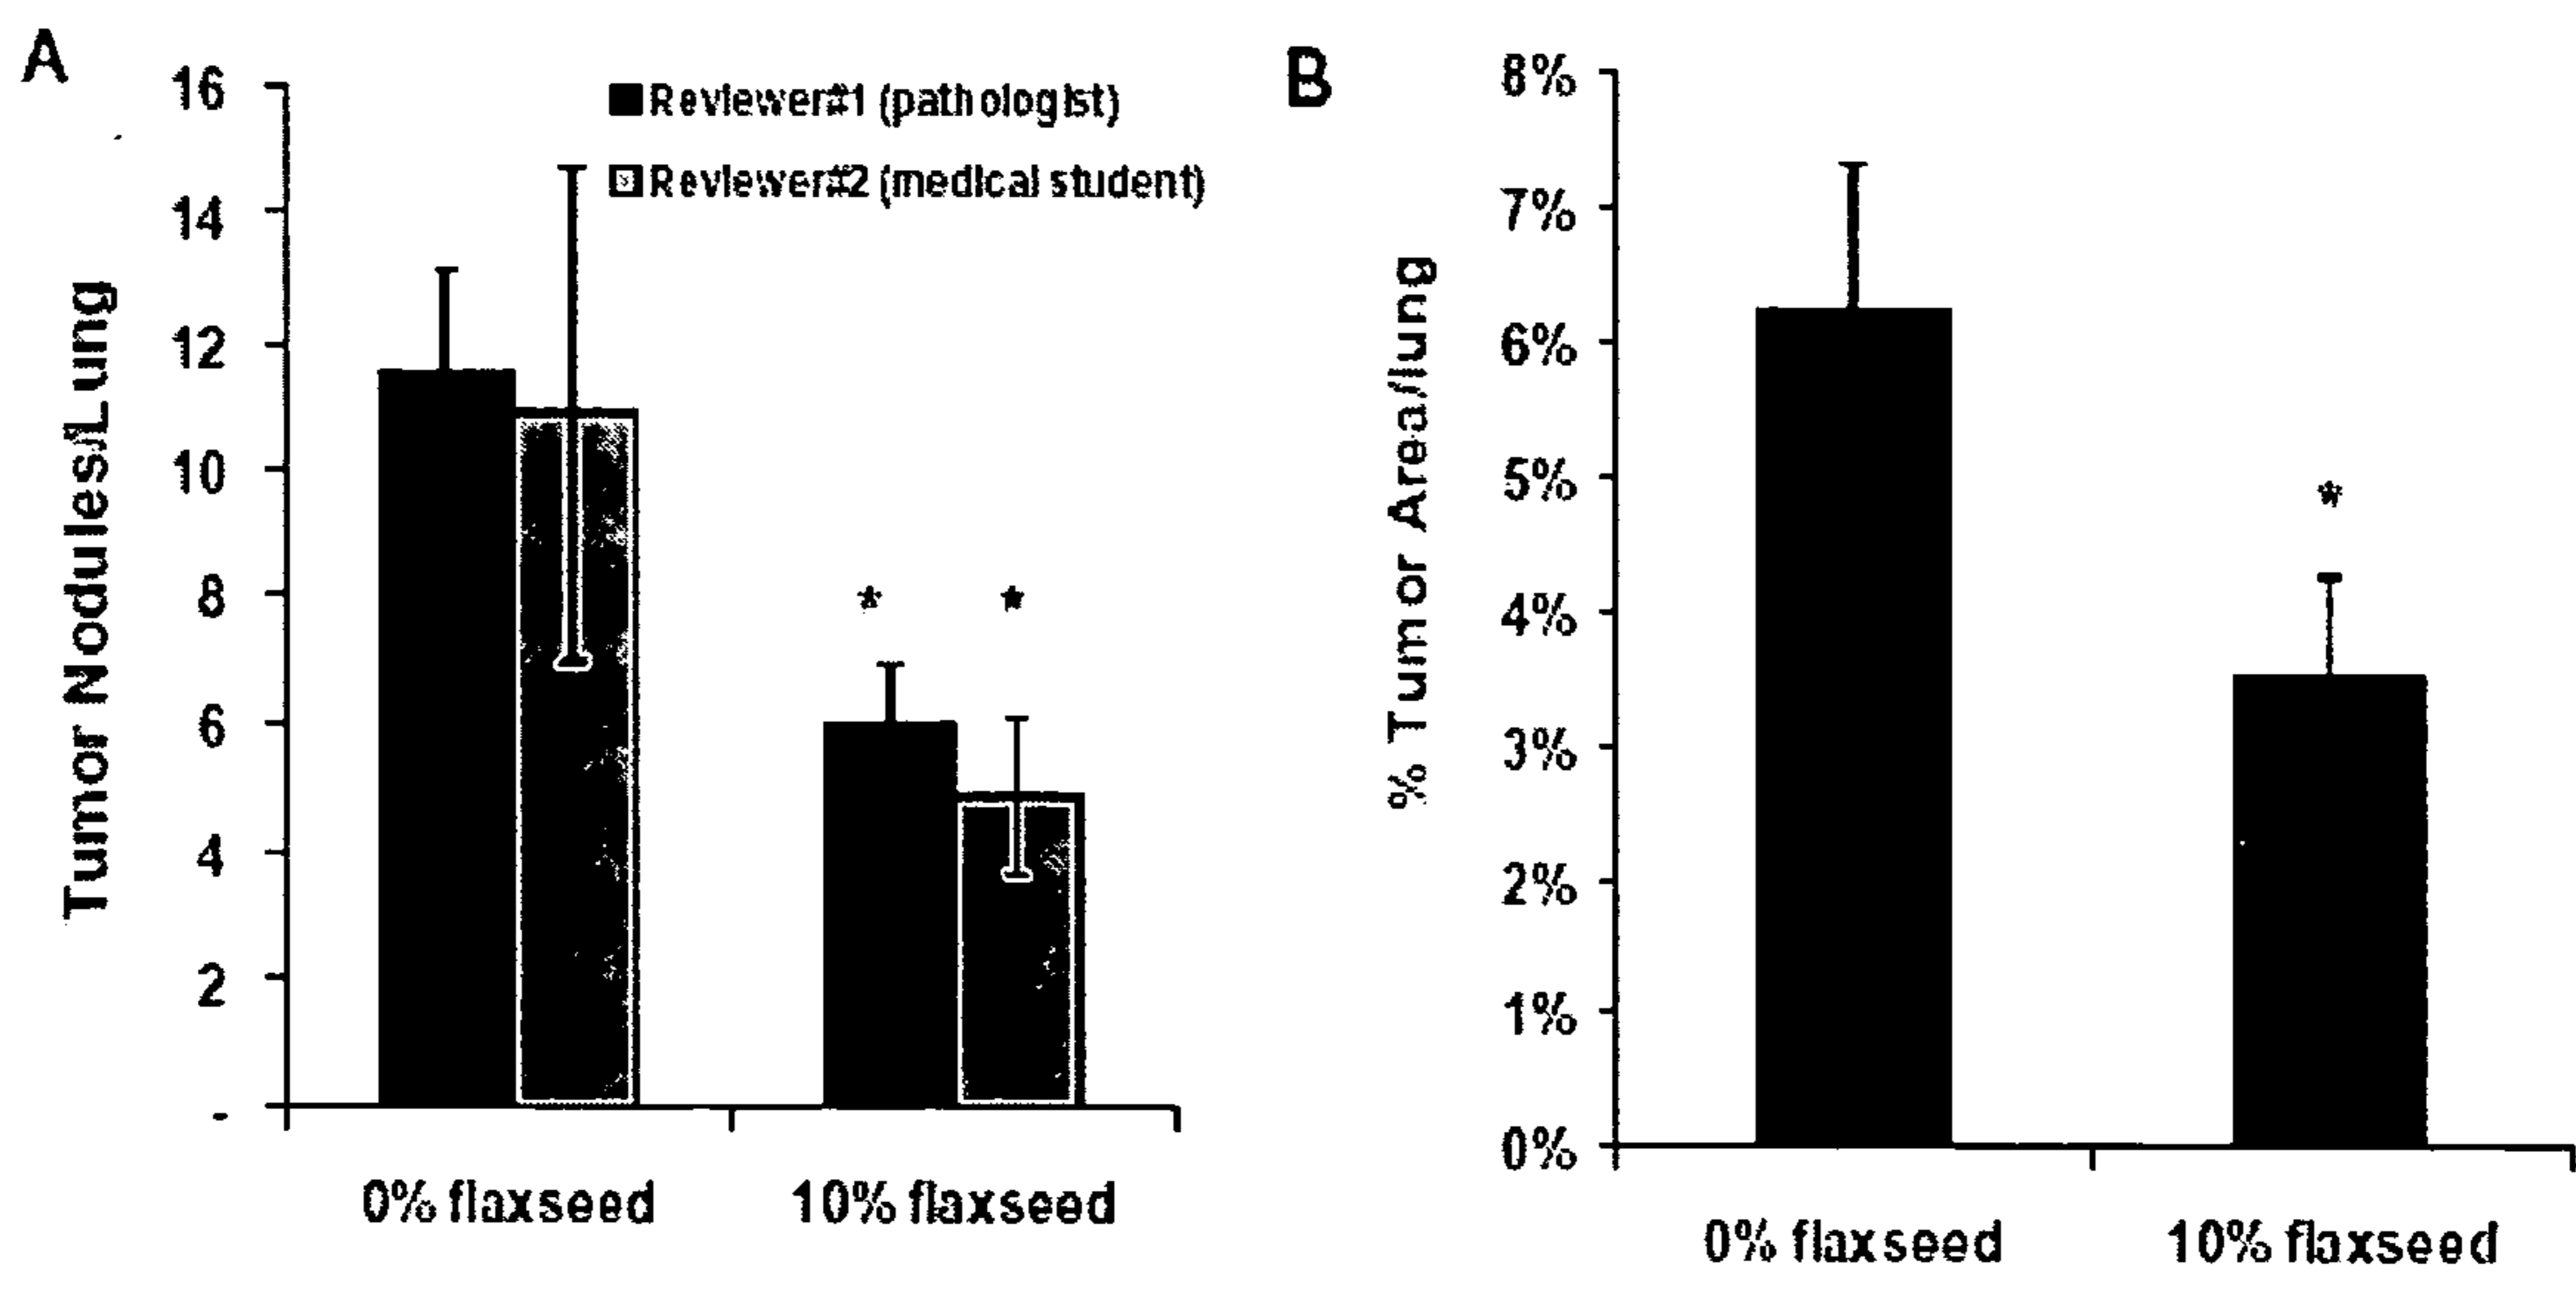 A
16
14
12
10
8
6
4
2
-
Tumor Nodules/Lung
Reviewer#1 (pathologist)
Reviewer#2 (medical student)
* *
0% flaxseed 10% flaxseed
B
8%
7%
6%
5%
4%
3%
2%
1%
0%
% Tumor Area/lung
*
0% flaxseed 10% flaxseed